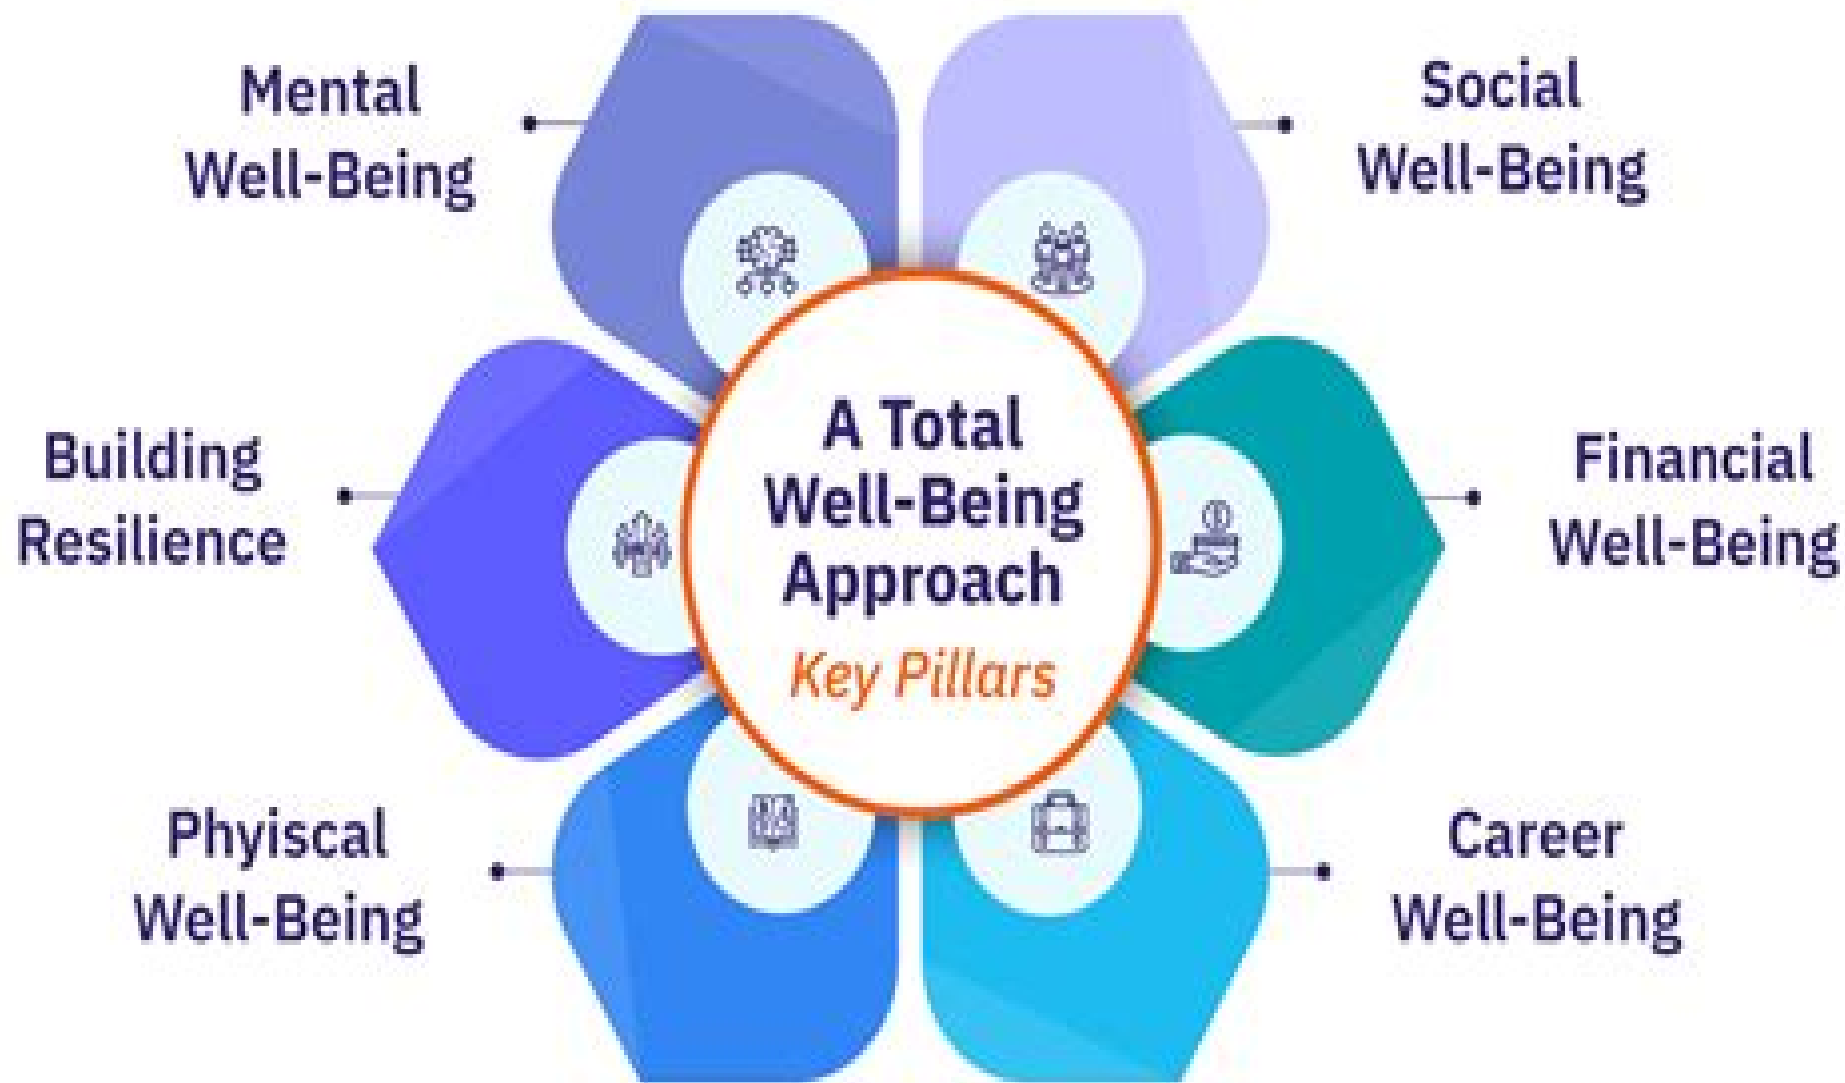 Mental
Well-Being
Social
Well-Being
Building
Resilience
A Total
Well-Being
Approach
Key Pillars
Financial
Well-Being
Phyiscal
Well-Being
Career
Well-Being